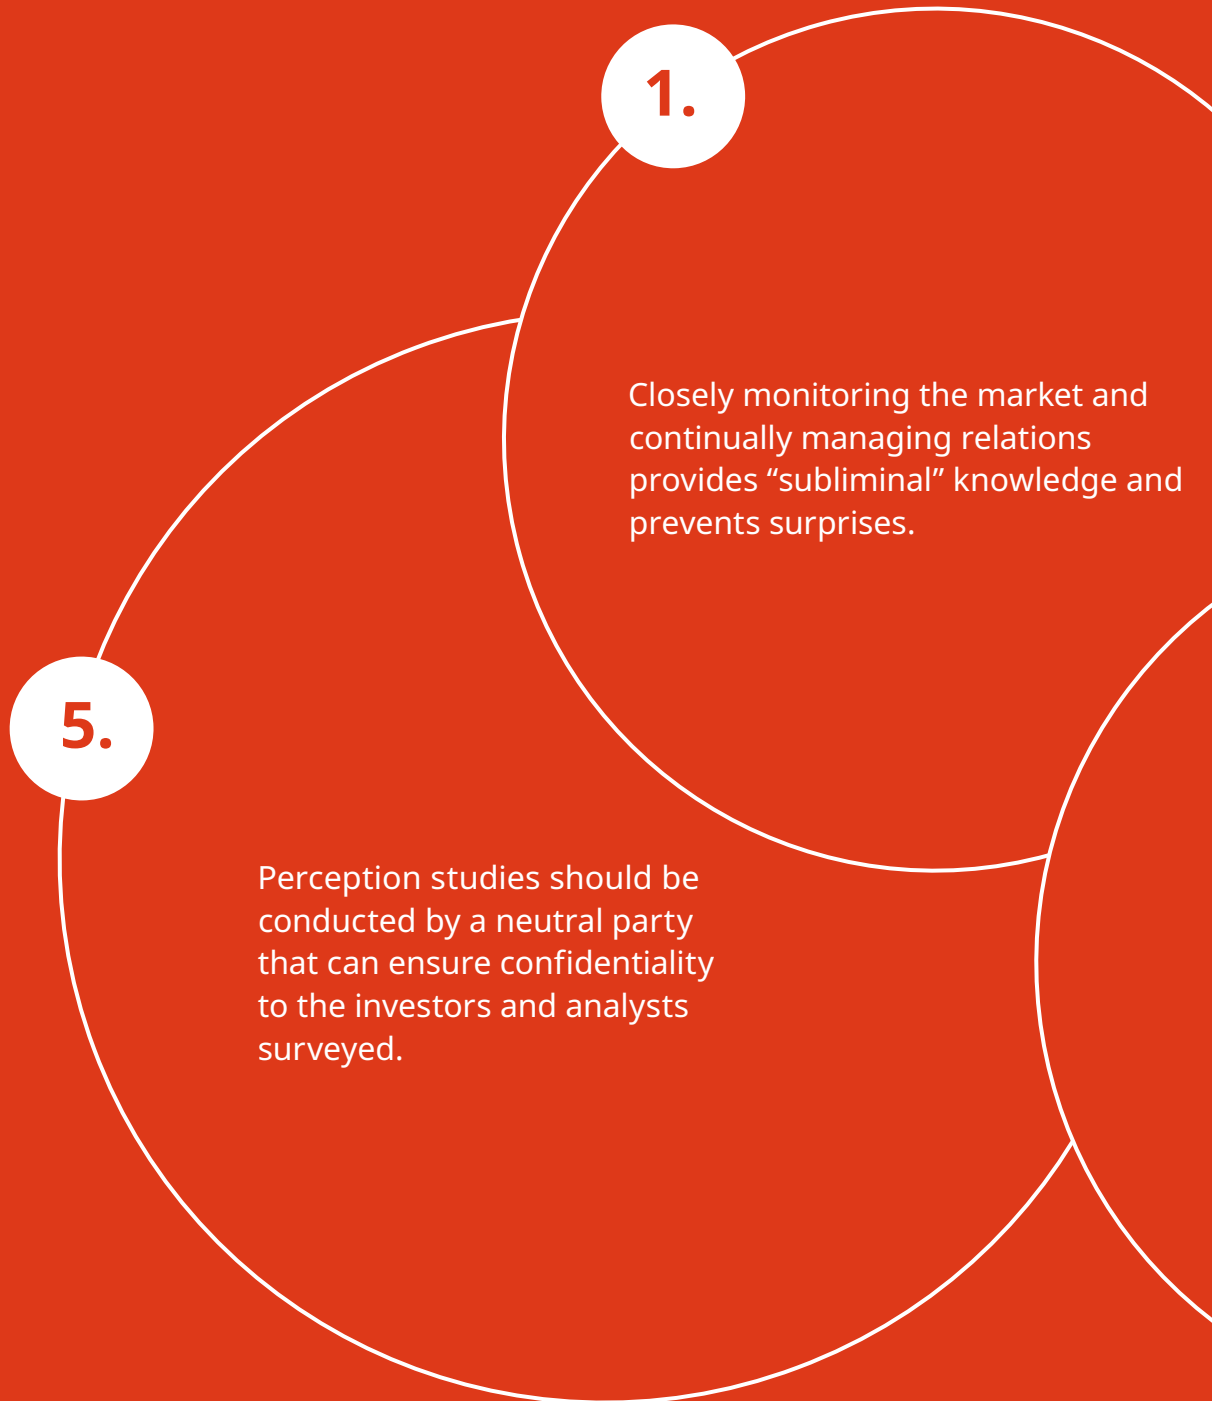 1.
Closely monitoring the market and
continually managing relations
provides “subliminal” knowledge and
prevents surprises.
5.
Perception studies should be
conducted by a neutral party
that can ensure confidentiality
to the investors and analysts
surveyed.